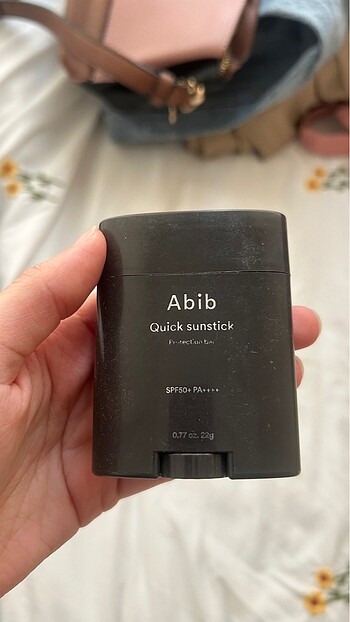 Abib
Quick sunstick
Protection bar
SPF50+ PA++++
0.77 oz. 22g